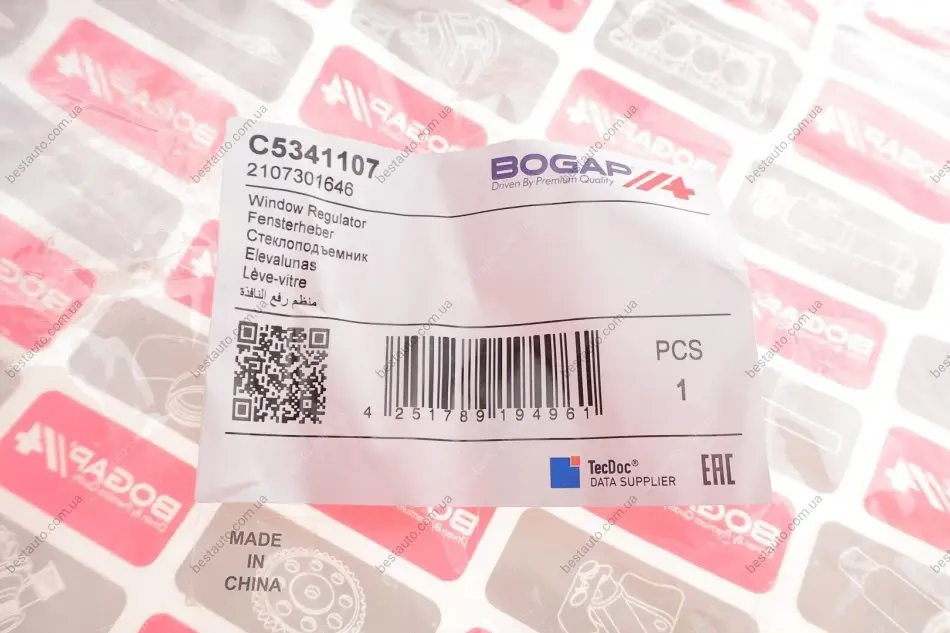 C5341107
2107301646
BOGAP
Driven By Premium Quality
Window Regulator
Fensterheber
Стеклоподъемник
Elevalunas
Lève-vitre
منظم رفع النافذة
4 251789 194961
PCS
1
TecDoc®
DATA SUPPLIER
EAC
MADE
IN
CHINA
bestauto.com.ua